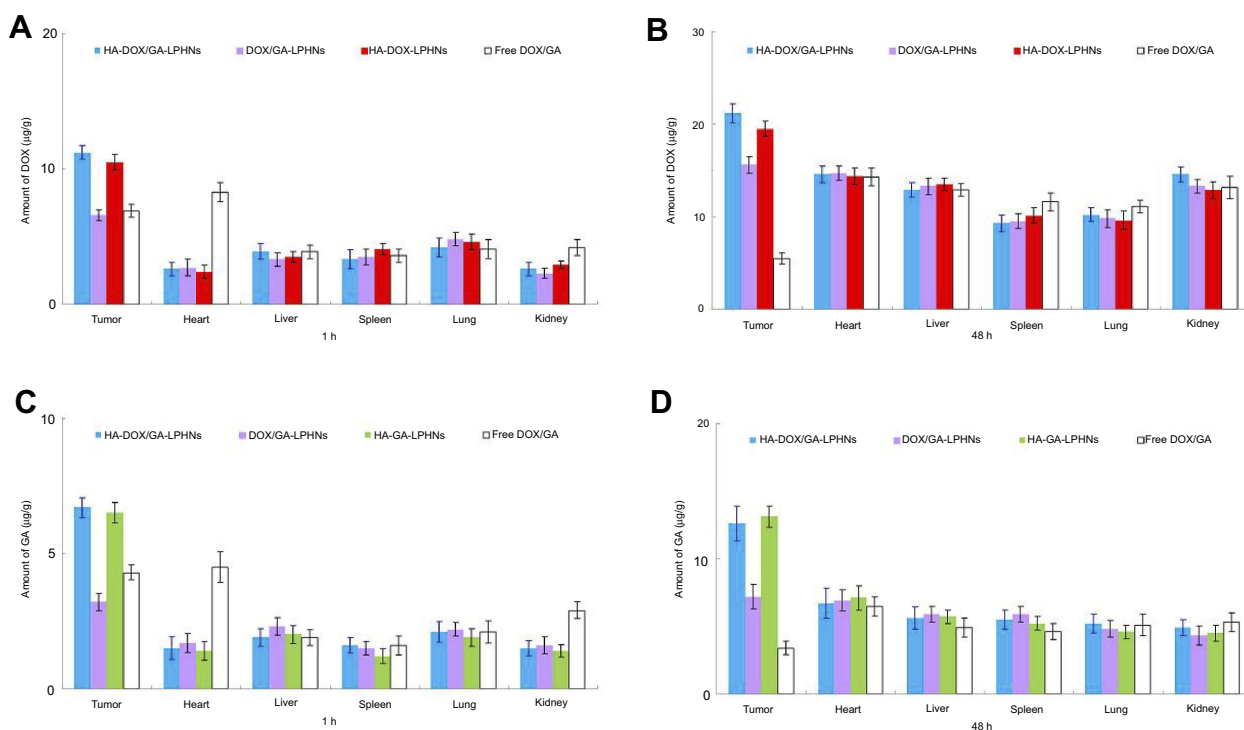 A
20
HA-DOX/GA-LPHNs DOX/GA-LPHNs HA-DOX-LPHNs Free DOX/GA
Amount of DOX (µg/g)
10
0
Tumor Heart Liver Spleen Lung Kidney
1 h
B
30
HA-DOX/GA-LPHNs DOX/GA-LPHNs HA-DOX-LPHNs Free DOX/GA
Amount of DOX (µg/g)
20
10
0
Tumor Heart Liver Spleen Lung Kidney
48 h
C
10
HA-DOX/GA-LPHNs DOX/GA-LPHNs HA-GA-LPHNs Free DOX/GA
Amount of GA (µg/g)
5
0
Tumor Heart Liver Spleen Lung Kidney
1 h
D
20
HA-DOX/GA-LPHNs DOX/GA-LPHNs HA-GA-LPHNs Free DOX/GA
Amount of GA (µg/g)
10
0
Tumor Heart Liver Spleen Lung Kidney
48 h